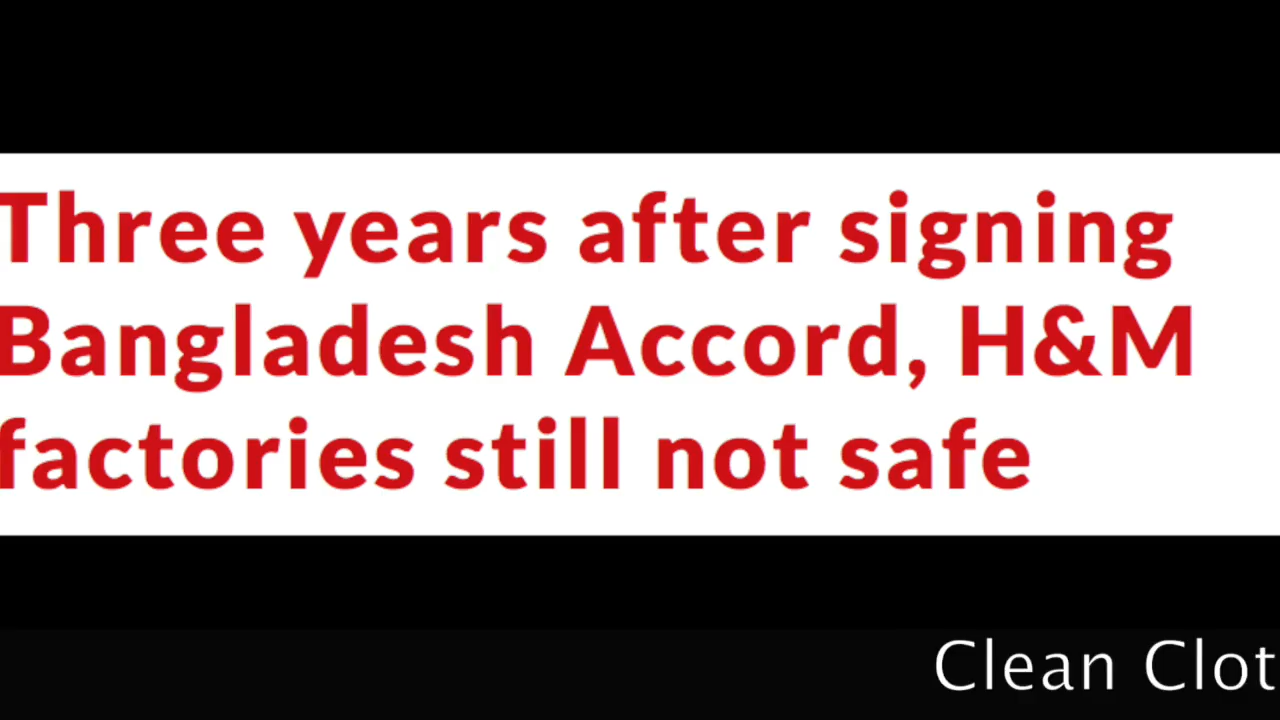 Three years after signing
Bangladesh Accord, H&M
factories still not safe
Clean Clot